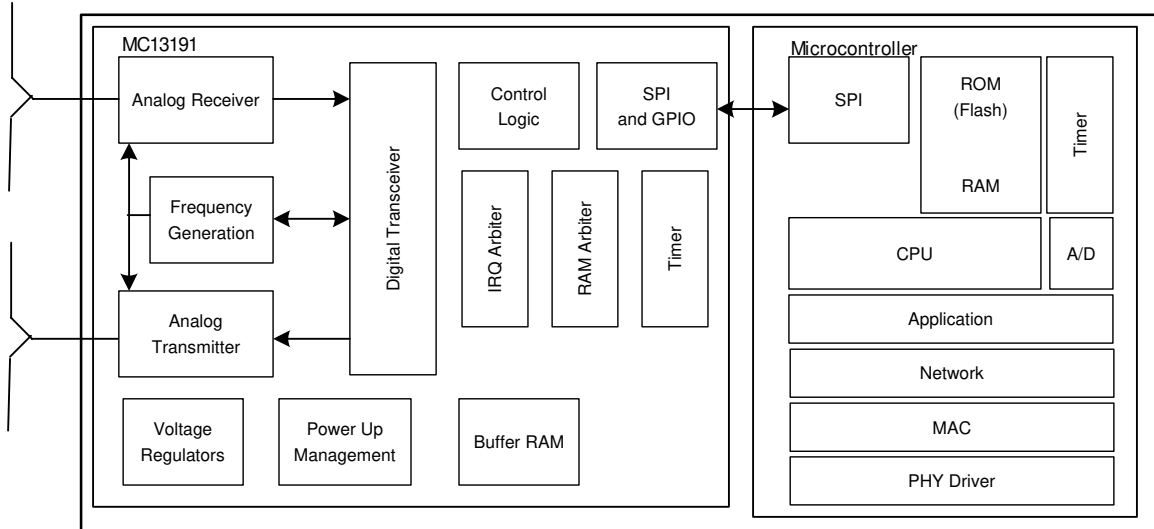 MC13191
Analog Receiver
Frequency
Generation
Analog
Transmitter
Digital Transceiver
Control
Logic
SPI
and GPIO
IRQ Arbiter
RAM Arbiter
Timer
Voltage
Regulators
Power Up
Management
Buffer RAM
Microcontroller
SPI
ROM
(Flash)
RAM
Timer
CPU
A/D
Application
Network
MAC
PHY Driver